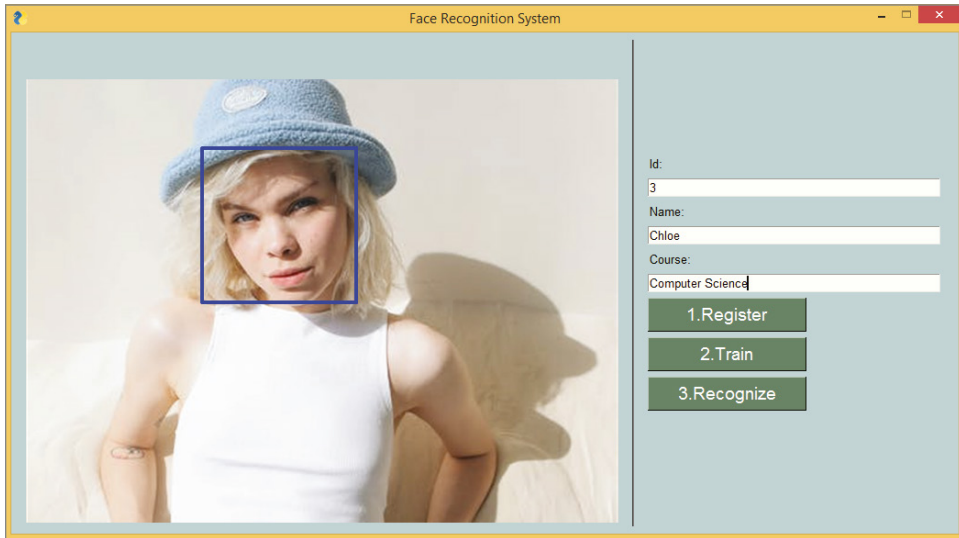 Face Recognition System
Id:
3
Name:
Chloe
Course:
Computer Science
1.Register
2.Train
3.Recognize